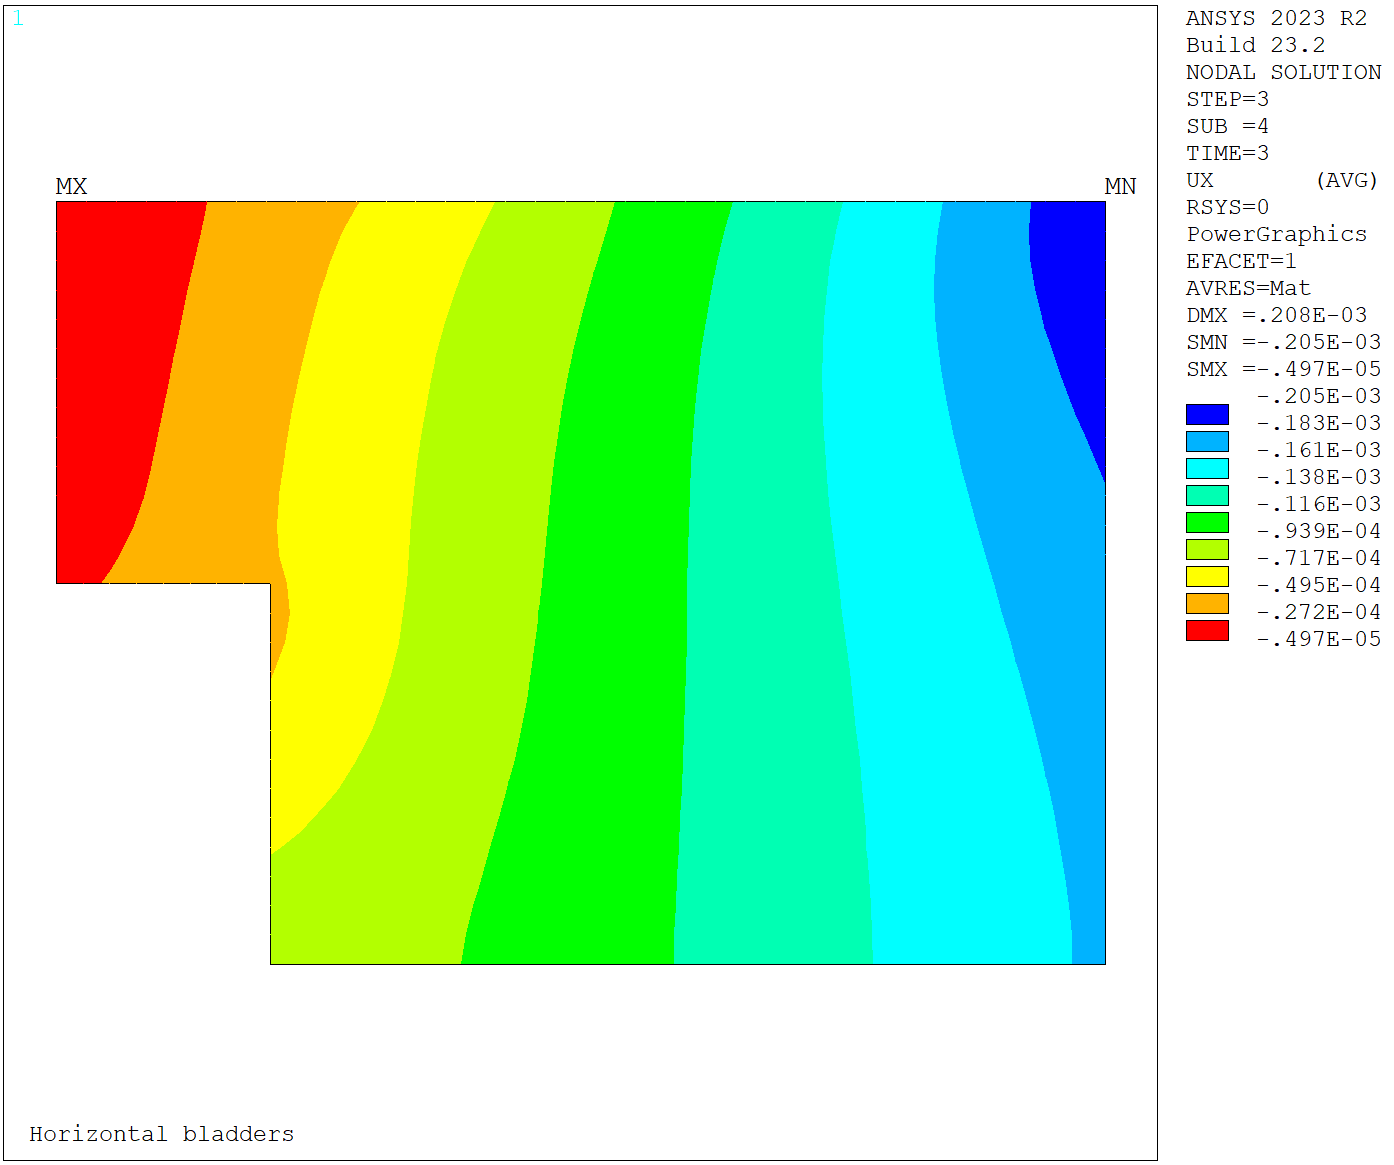 1
ANSYS 2023 R2
Build 23.2
NODAL SOLUTION
STEP=3
SUB =4
TIME=3
UX (AVG)
RSYS=0
PowerGraphics
EFACET=1
AVRES=Mat
DMX =.208E-03
SMN =-.205E-03
SMX =-.497E-05
-.205E-03
-.183E-03
-.161E-03
-.138E-03
-.116E-03
-.939E-04
-.717E-04
-.495E-04
-.272E-04
-.497E-05
MX
MN
Horizontal bladders